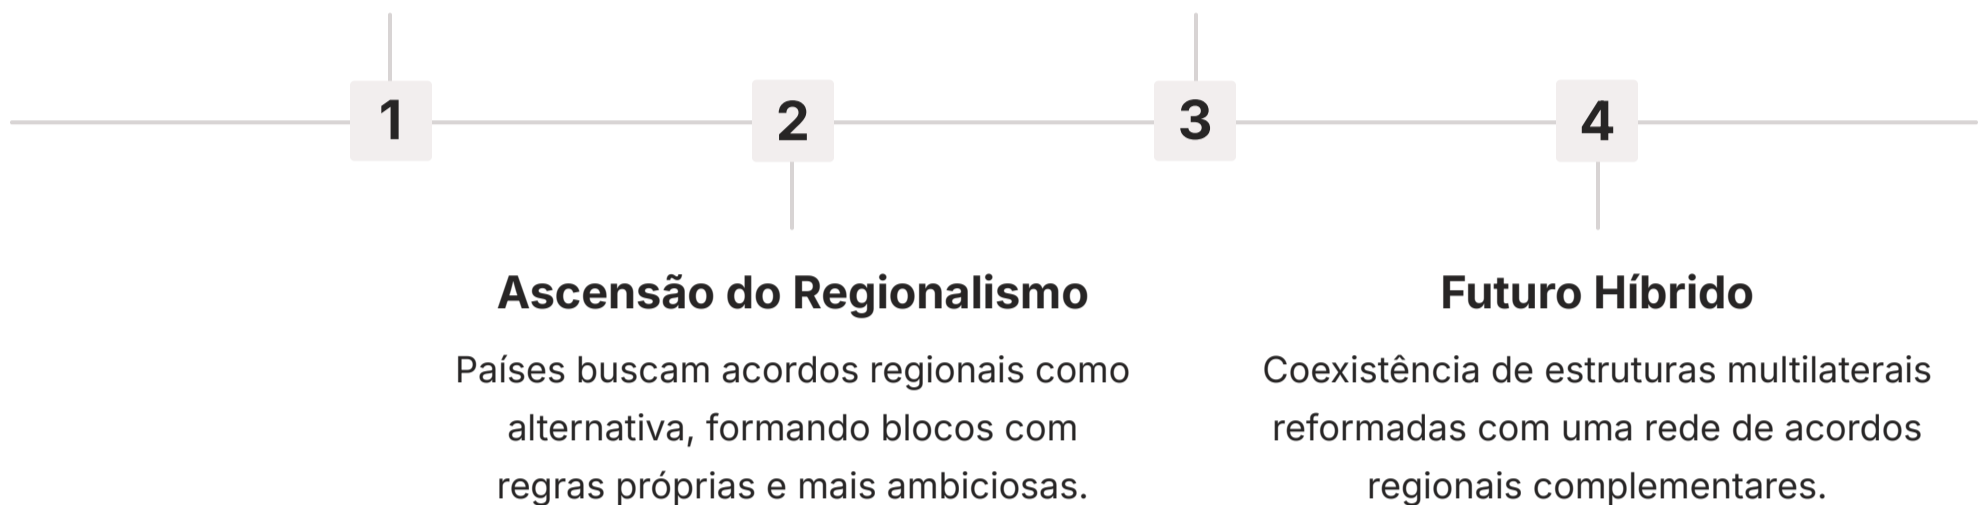 1
2
3
4
Ascensão do Regionalismo
Países buscam acordos regionais como
alternativa, formando blocos com
regras próprias e mais ambiciosas.
Futuro Híbrido
Coexistência de estruturas multilaterais
reformadas com uma rede de acordos
regionais complementares.